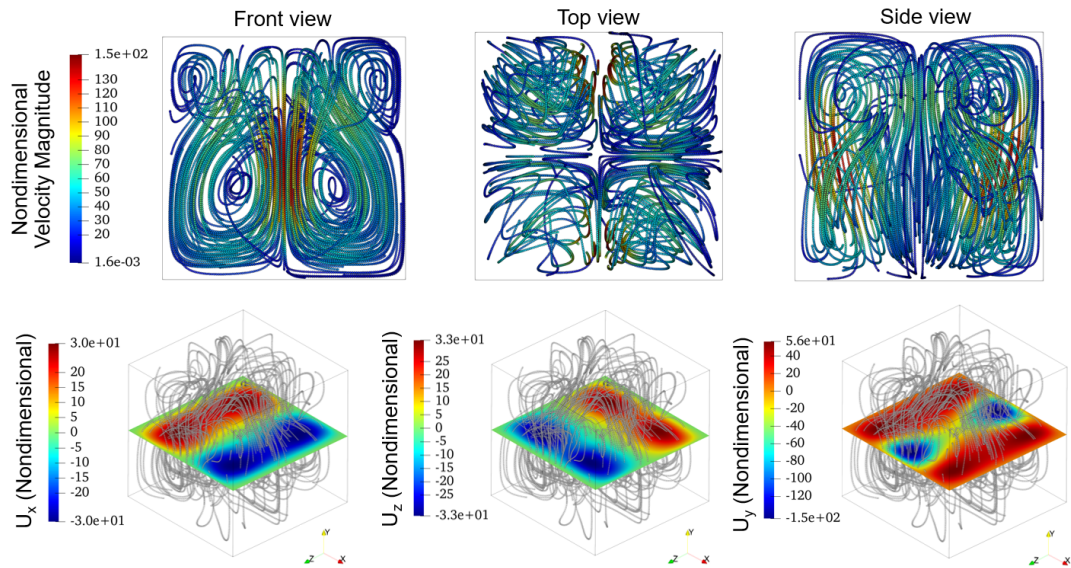 Front view
Top view
Side view
Nondimensional
Velocity Magnitude
1.5e+02
130
120
110
100
90
80
70
60
50
40
30
20
1.6e-03
Ux (Nondimensional)
3.0e+01
20
15
10
5
0
-5
-10
-15
-20
-3.0e+01
Z
Y
X
Uz (Nondimensional)
3.3e+01
25
20
15
10
5
0
-5
-10
-15
-20
-25
-3.3e+01
Z
Y
X
Uy (Nondimensional)
5.6e+01
40
20
0
-20
-40
-60
-80
-100
-120
-1.5e+02
Z
Y
X